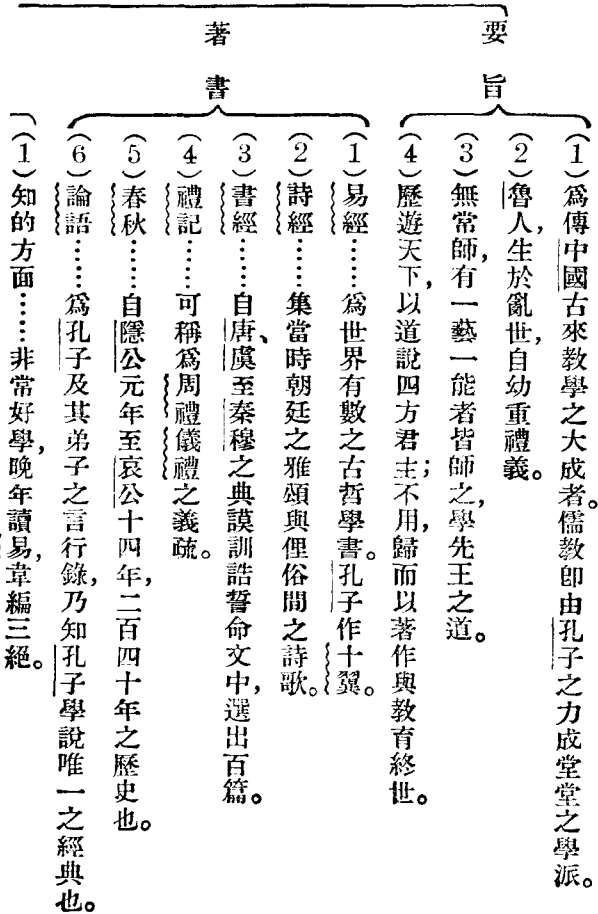 要旨
(1)爲傳中國古來教學之大成者。儒教卽由孔子之力成堂堂之學派。
(2)魯人,生於亂世,自幼重禮義。
(3)無常師,有一藝一能者皆師之,學先王之道。
(4)歷遊天下,以道說四方君主;不用,歸而以著作與教育終世。
著書
(1)易經……爲世界有數之古哲學書。孔子作十翼。
(2)詩經……集當時朝廷之雅頌與俚俗間之詩歌。
(3)書經……自唐、虞至秦穆之典謨訓誥誓命文中,選出百篇。
(4)禮記……可稱爲周禮儀禮之義疏。
(5)春秋……自隱公元年至哀公十四年,二百四十年之歷史也。
(6)論語……爲孔子及其弟子之言行錄,乃知孔子學說唯一之經典也。
(1)知的方面……非常好學,晚年讀易,韋編三絕。